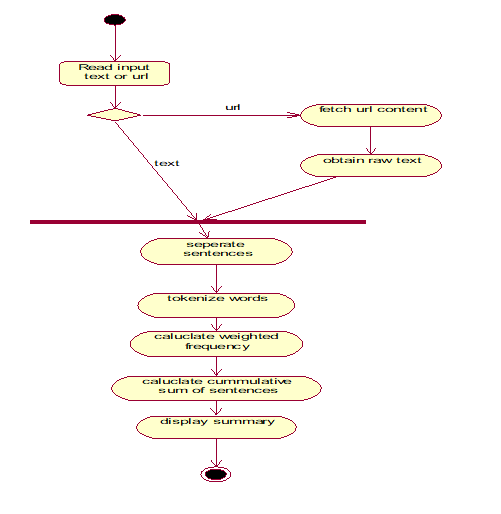 Read input
text or url
url
fetch url content
obtain raw text
text
seperate
sentences
tokenize words
caluclate weighted
frequency
caluclate cummulative
sum of sentences
display summary